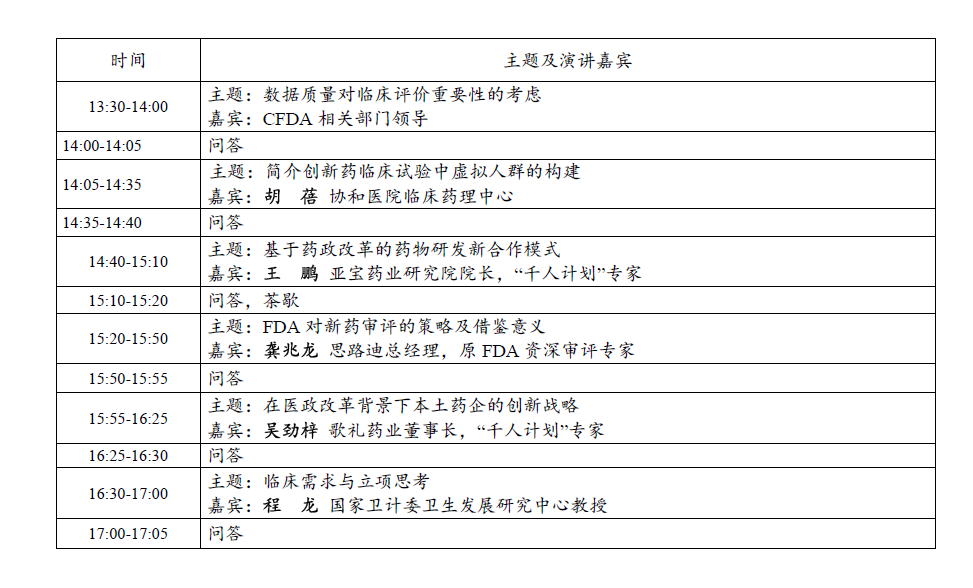 时间 主题及演讲嘉宾
13:30-14:00 主题：数据质量对临床评价重要性的考虑
嘉宾：CFDA 相关部门领导
14:00-14:05 问答
14:05-14:35 主题：简介创新药临床试验中虚拟人群的构建
嘉宾：胡 蓓 协和医院临床药理中心
14:35-14:40 问答
14:40-15:10 主题：基于药政改革的药物研发新合作模式
嘉宾：王 鹏 亚宝药业研究院院长，“千人计划”专家
15:10-15:20 问答，茶歇
15:20-15:50 主题：FDA 对新药审评的策略及借鉴意义
嘉宾：龚兆龙 思路迪总经理，原 FDA 资深审评专家
15:50-15:55 问答
15:55-16:25 主题：在医政改革背景下本土药企的创新战略
嘉宾：吴劲梓 歌礼药业董事长，“千人计划”专家
16:25-16:30 问答
16:30-17:00 主题：临床需求与立项思考
嘉宾：程 龙 国家卫计委卫生发展研究中心教授
17:00-17:05 问答